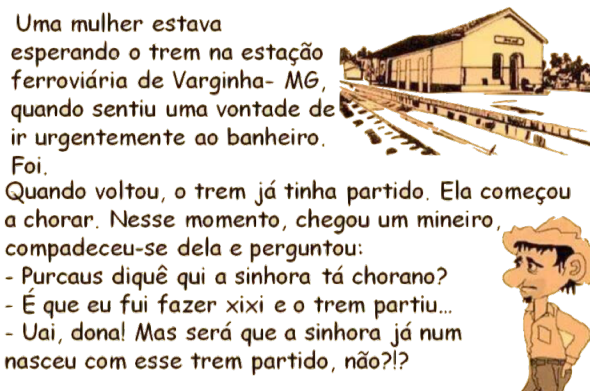 Uma mulher estava
esperando o trem na estação
ferroviária de Varginha- MG,
quando sentiu uma vontade de
ir urgentemente ao banheiro.
Foi.
Quando voltou, o trem já tinha partido. Ela começou
a chorar. Nesse momento, chegou um mineiro,
compadeceu-se dela e perguntou:
- Purcaus diquê qui a sinhora tá chorano?
- É que eu fui fazer xixi e o trem partiu...
- Uai, dona! Mas será que a sinhora já num
nasceu com esse trem partido, não?!?